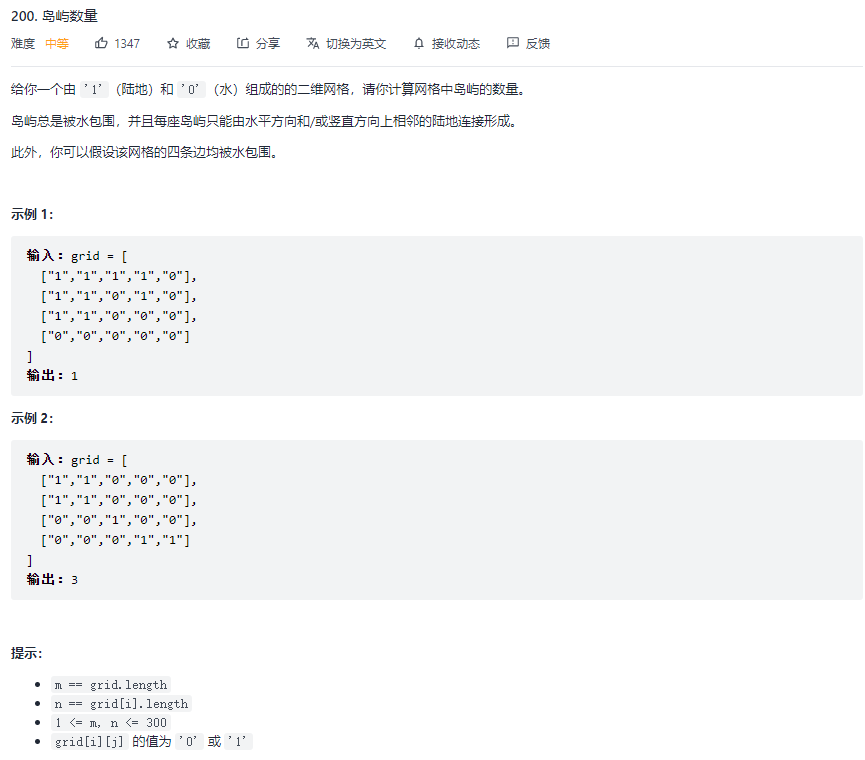 200. 岛屿数量
难度 中等 1347 收藏 分享 切换为英文 接收动态 反馈
给你一个由 '1'（陆地）和 '0'（水）组成的的二维网格，请你计算网格中岛屿的数量。
岛屿总是被水包围，并且每座岛屿只能由水平方向和/或竖直方向上相邻的陆地连接形成。
此外，你可以假设该网格的四条边均被水包围。
示例 1：
输入：grid = [
["1","1","1","1","0"],
["1","1","0","1","0"],
["1","1","0","0","0"],
["0","0","0","0","0"]
]
输出：1
示例 2：
输入：grid = [
["1","1","0","0","0"],
["1","1","0","0","0"],
["0","0","1","0","0"],
["0","0","0","1","1"]
]
输出：3
提示：
m == grid.length
n == grid[i].length
1 <= m, n <= 300
grid[i][j] 的值为 '0' 或 '1'